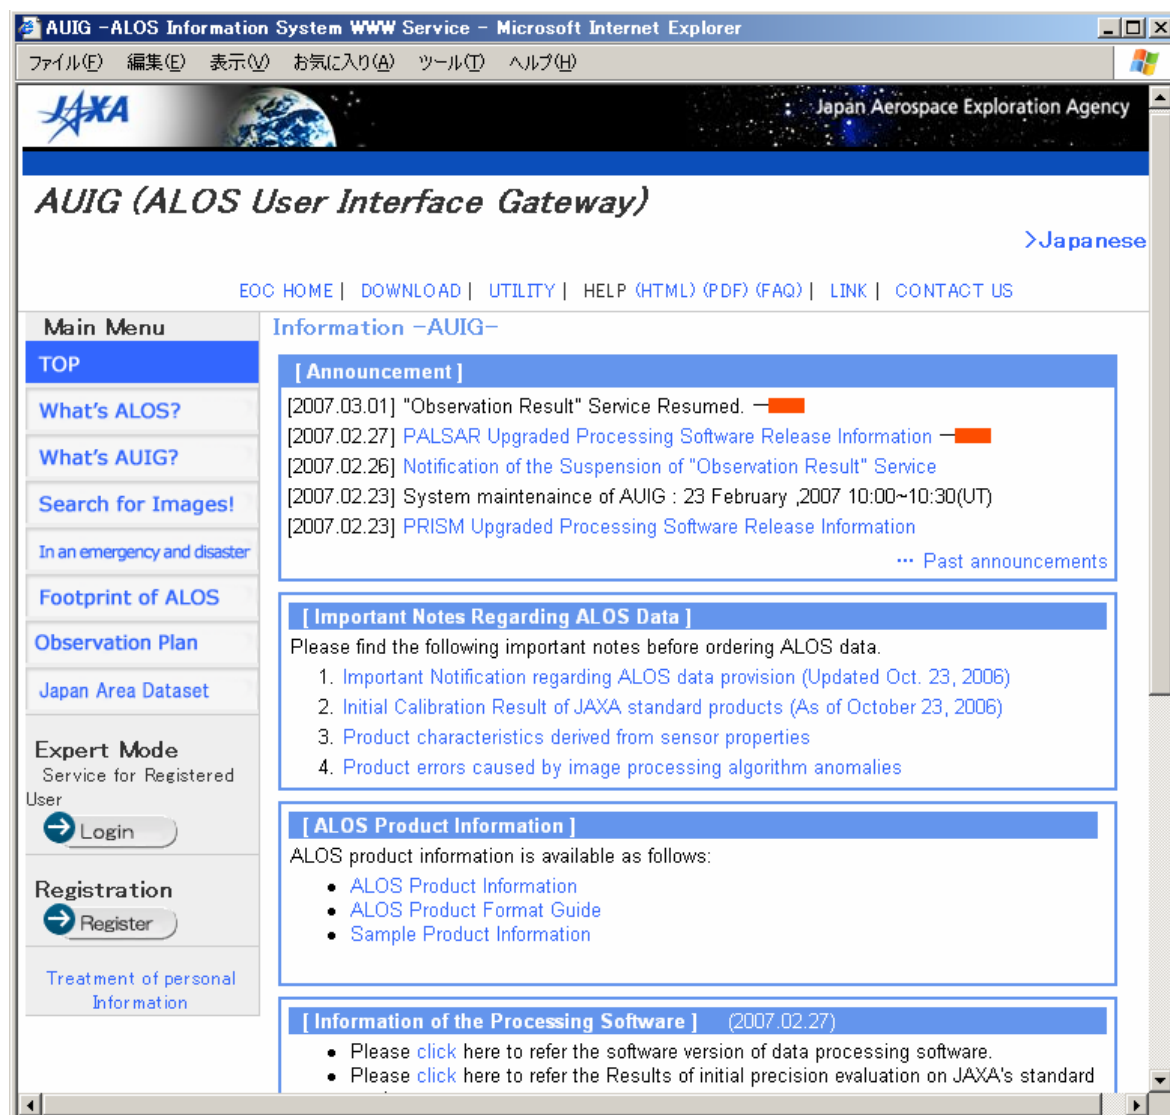 AUIG -ALOS Information System WWW Service - Microsoft Internet Explorer
ファイル(F) 編集(E) 表示(V) お気に入り(A) ツール(T) ヘルプ(H)
JAXA
Japan Aerospace Exploration Agency
AUIG (ALOS User Interface Gateway)
>Japanese
EOC HOME | DOWNLOAD | UTILITY | HELP (HTML) (PDF) (FAQ) | LINK | CONTACT US
Main Menu
TOP
What's ALOS?
What's AUIG?
Search for Images!
In an emergency and disaster
Footprint of ALOS
Observation Plan
Japan Area Dataset
Expert Mode
Service for Registered
User
Login
Registration
Register
Treatment of personal
Information
Information -AUIG-
[ Announcement ]
[2007.03.01] "Observation Result" Service Resumed.
[2007.02.27] PALSAR Upgraded Processing Software Release Information
[2007.02.26] Notification of the Suspension of "Observation Result" Service
[2007.02.23] System maintenaince of AUIG : 23 February ,2007 10:00~10:30(UT)
[2007.02.23] PRISM Upgraded Processing Software Release Information
... Past announcements
[ Important Notes Regarding ALOS Data ]
Please find the following important notes before ordering ALOS data.
1. Important Notification regarding ALOS data provision (Updated Oct. 23, 2006)
2. Initial Calibration Result of JAXA standard products (As of October 23, 2006)
3. Product characteristics derived from sensor properties
4. Product errors caused by image processing algorithm anomalies
[ ALOS Product Information ]
ALOS product information is available as follows:
• ALOS Product Information
• ALOS Product Format Guide
• Sample Product Information
[ Information of the Processing Software ] (2007.02.27)
• Please click here to refer the software version of data processing software.
• Please click here to refer the Results of initial precision evaluation on JAXA's standard